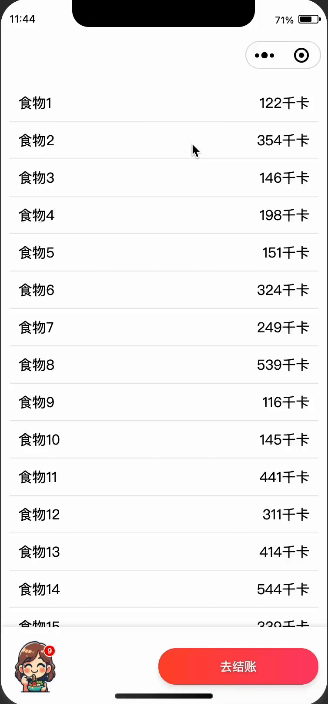 11:44 71%
食物1 122千卡
食物2 354千卡
食物3 146千卡
食物4 198千卡
食物5 151千卡
食物6 324千卡
食物7 249千卡
食物8 539千卡
食物9 116千卡
食物10 145千卡
食物11 441千卡
食物12 311千卡
食物13 414千卡
食物14 544千卡
食物15 339千卡
9
去结账